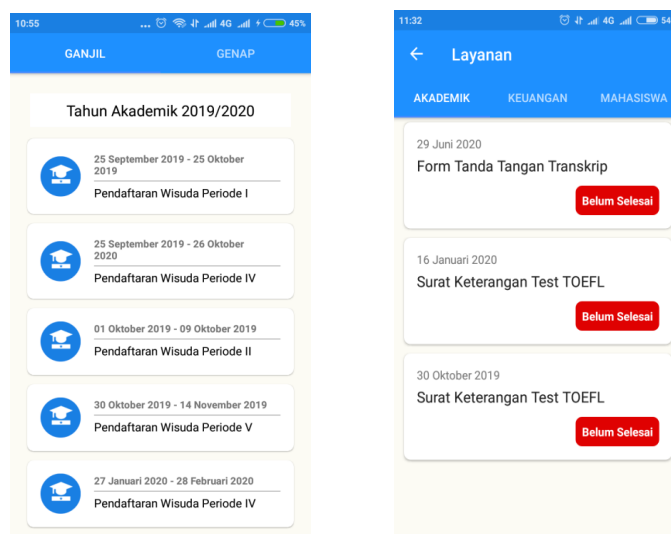 10:55 ... 4G 45%
GANJIL GENAP
Tahun Akademik 2019/2020
25 September 2019 - 25 Oktober
2019
Pendaftaran Wisuda Periode I
25 September 2019 - 26 Oktober
2020
Pendaftaran Wisuda Periode IV
01 Oktober 2019 - 09 Oktober 2019
Pendaftaran Wisuda Periode II
30 Oktober 2019 - 14 November 2019
Pendaftaran Wisuda Periode V
27 Januari 2020 - 28 Februari 2020
Pendaftaran Wisuda Periode IV
11:32 4G 54
Layanan
AKADEMIK KEUANGAN MAHASISWA
29 Juni 2020
Form Tanda Tangan Transkrip
Belum Selesai
16 Januari 2020
Surat Keterangan Test TOEFL
Belum Selesai
30 Oktober 2019
Surat Keterangan Test TOEFL
Belum Selesai